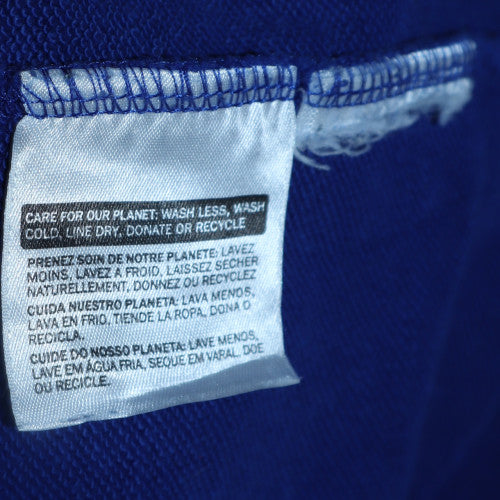 CARE FOR OUR PLANET: WASH LESS, WASH
COLD, LINE DRY, DONATE OR RECYCLE
PRENEZ SOIN DE NOTRE PLANETE: LAVEZ
MOINS, LAVEZ A FROID, LAISSEZ SECHER
NATURELLEMENT, DONNEZ OU RECYCLEZ
CUIDA NUESTRO PLANETA: LAVA MENOS,
LAVA EN FRIO, TIENDE LA ROPA, DONA O
RECICLA.
CUIDE DO NOSSO PLANETA: LAVE MENOS,
LAVE EM ÁGUA FRIA, SEQUE EM VARAL, DOE
OU RECICLE.